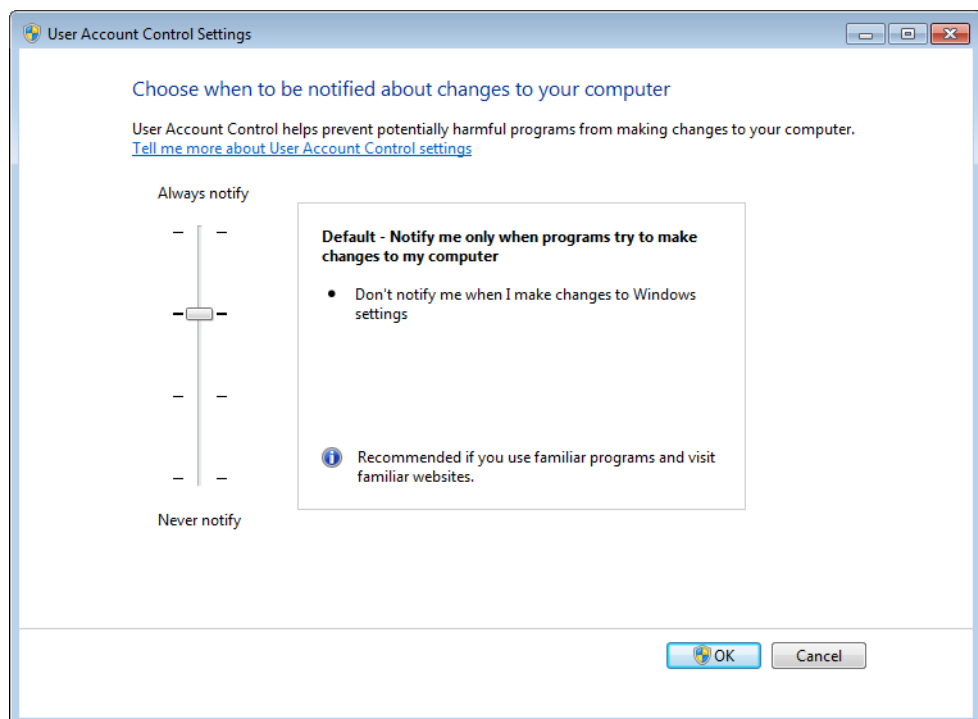 User Account Control Settings
Choose when to be notified about changes to your computer
User Account Control helps prevent potentially harmful programs from making changes to your computer.
Tell me more about User Account Control settings
Always notify
Default - Notify me only when programs try to make
changes to my computer
• Don't notify me when I make changes to Windows
settings
Recommended if you use familiar programs and visit
familiar websites.
Never notify
OK Cancel